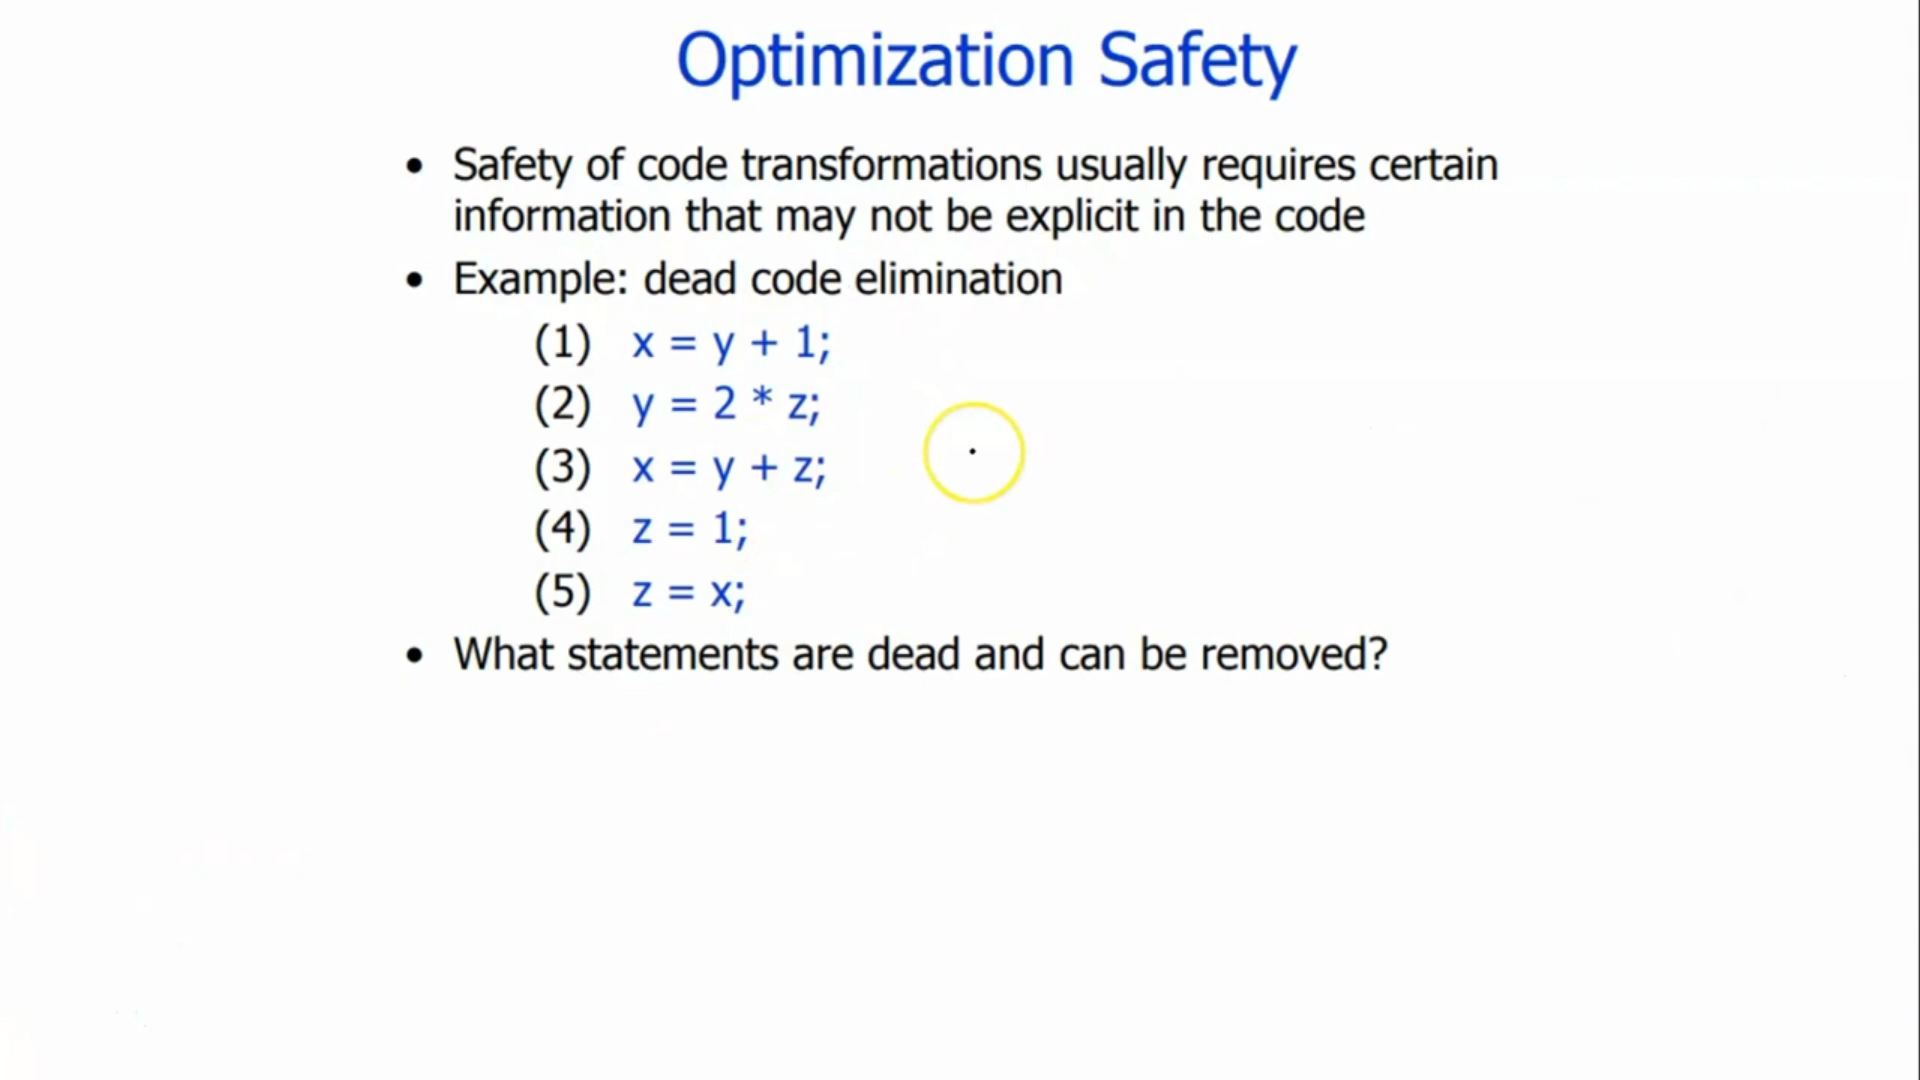 Optimization Safety
• Safety of code transformations usually requires certain
information that may not be explicit in the code
• Example: dead code elimination
(1) x = y + 1;
(2) y = 2 * z;
(3) x = y + z;
(4) z = 1;
(5) z = x;
• What statements are dead and can be removed?